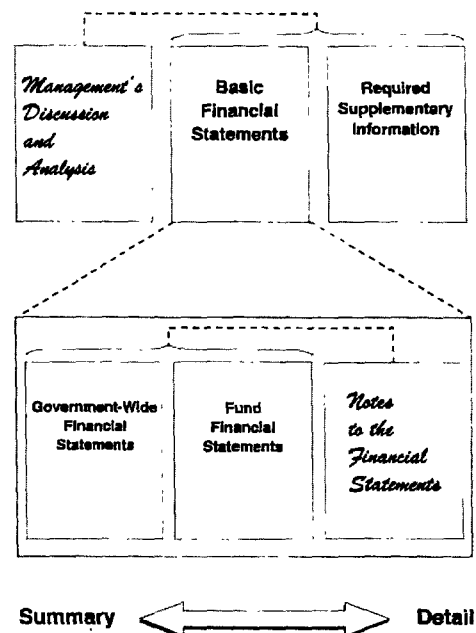 Management's
Discussion
and
Analysis
Basic
Financial
Statements
Required
Supplementary
Information
Government-Wide
Financial
Statements
Fund
Financial
Statements
Notes
to the
Financial
Statements
Summary
Detail